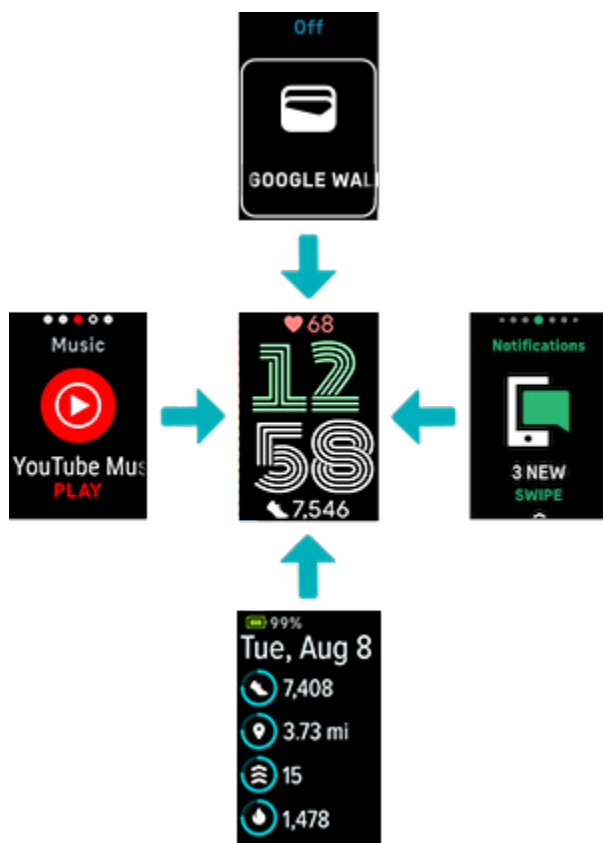 Off
GOOGLE WAL
Music
YouTube Mus
PLAY
68
12
58
7,546
Notifications
3 NEW
SWIPE
99%
Tue, Aug 8
7,408
3.73 mi
15
1,478